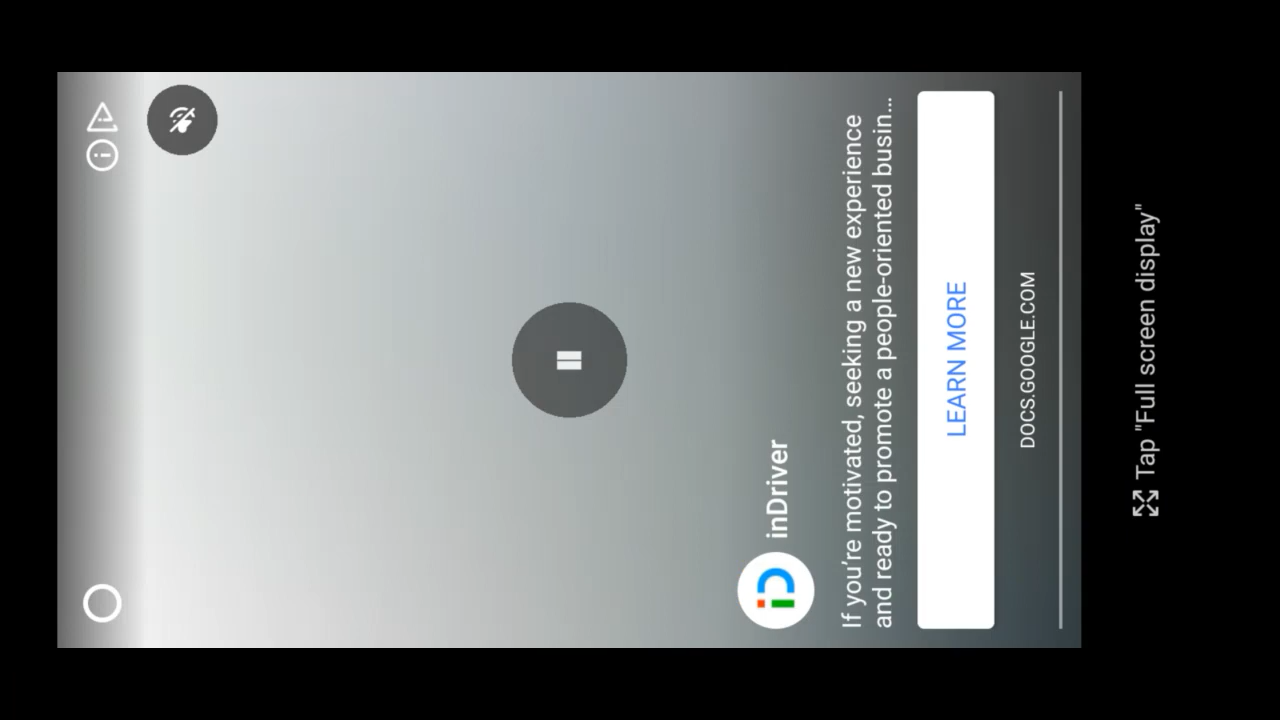 inDriver
If you're motivated, seeking a new experience
and ready to promote a people-oriented busin...
LEARN MORE
DOCS.GOOGLE.COM
Tap "Full screen display"